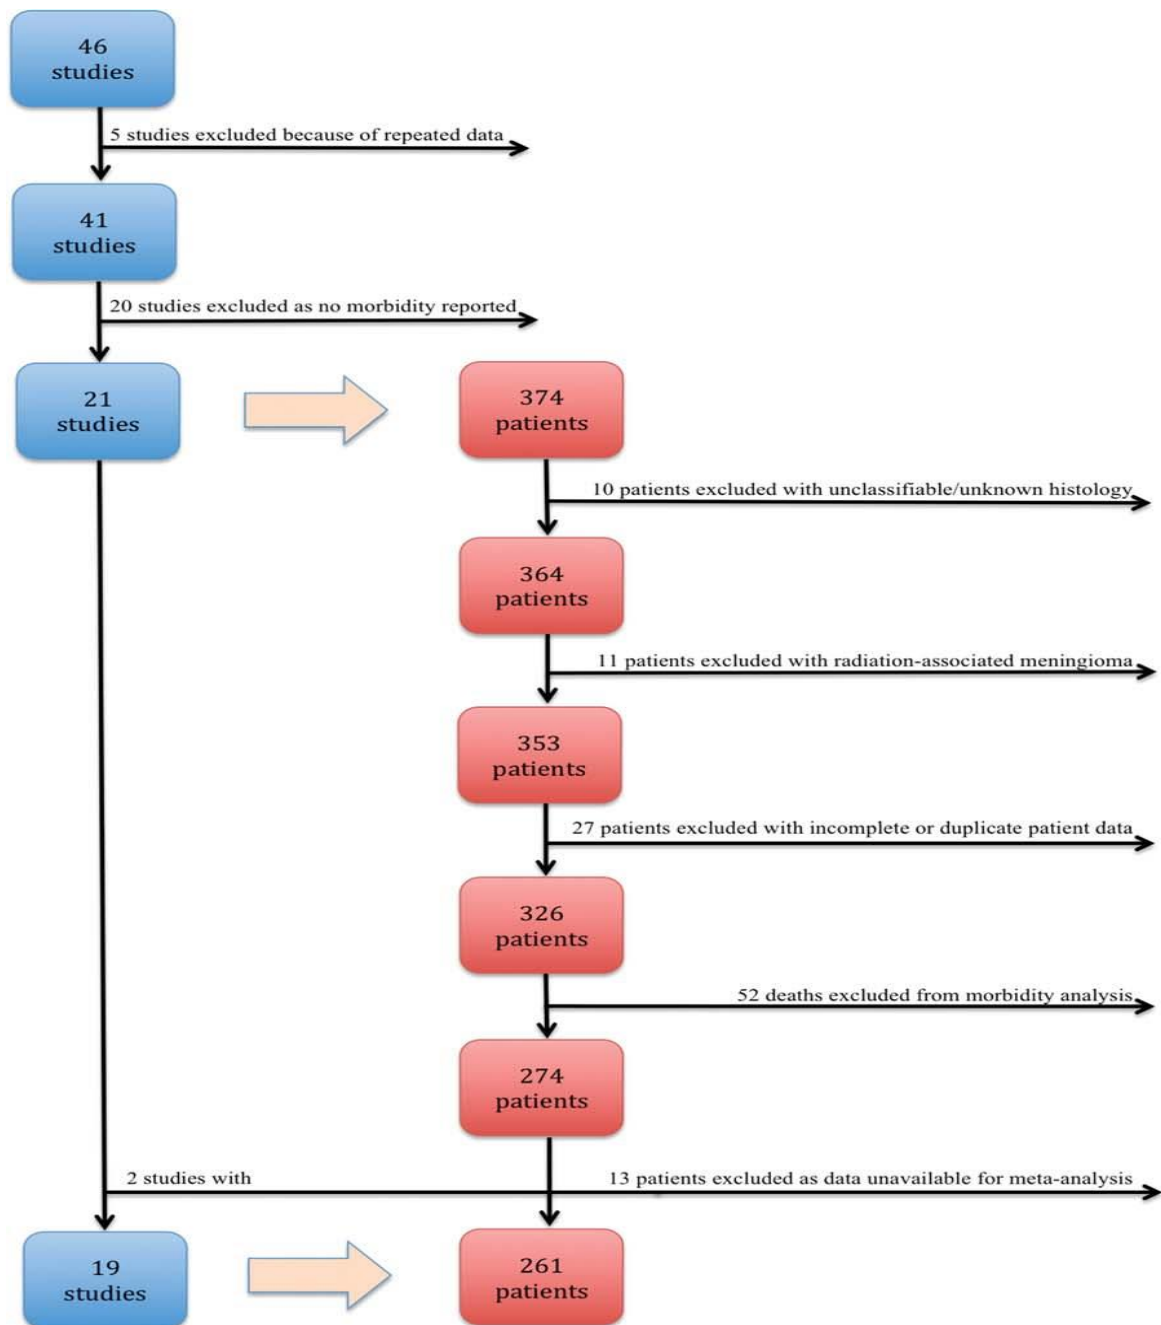 46
studies
5 studies excluded because of repeated data
41
studies
20 studies excluded as no morbidity reported
21
studies
374
patients
10 patients excluded with unclassifiable/unknown histology
364
patients
11 patients excluded with radiation-associated meningioma
353
patients
27 patients excluded with incomplete or duplicate patient data
326
patients
52 deaths excluded from morbidity analysis
274
patients
2 studies with
13 patients excluded as data unavailable for meta-analysis
19
studies
261
patients